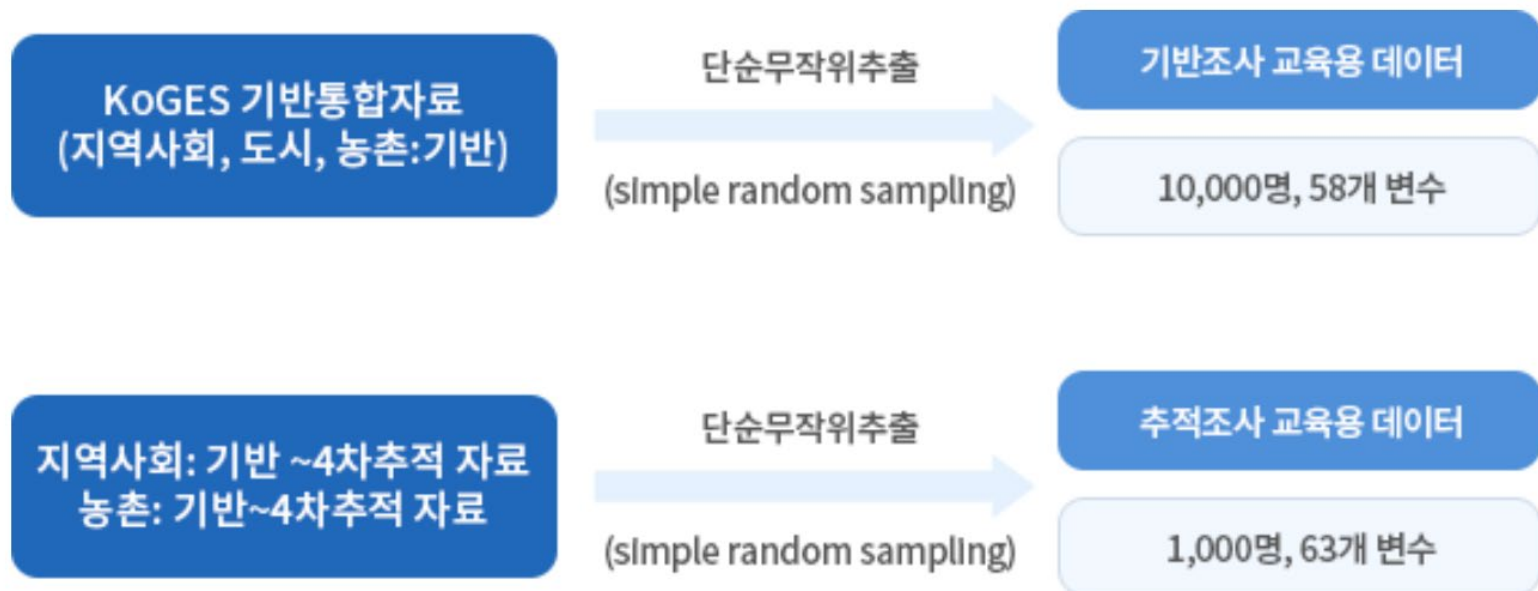 KoGES 기반통합자료
(지역사회, 도시, 농촌:기반)
단순무작위추출
(simple random sampling)
기반조사 교육용 데이터
10,000명, 58개 변수
지역사회: 기반 ~4차추적 자료
농촌: 기반~4차추적 자료
단순무작위추출
(simple random sampling)
추적조사 교육용 데이터
1,000명, 63개 변수